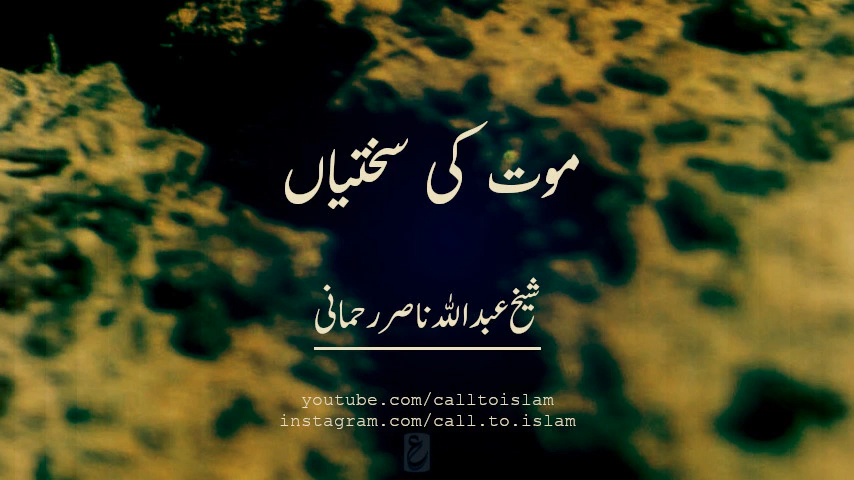 موت کی سختیاں
شیخ عبداللہ ناصر رحمانی
youtube.com/calltoislam
instagram.com/call.to.islam